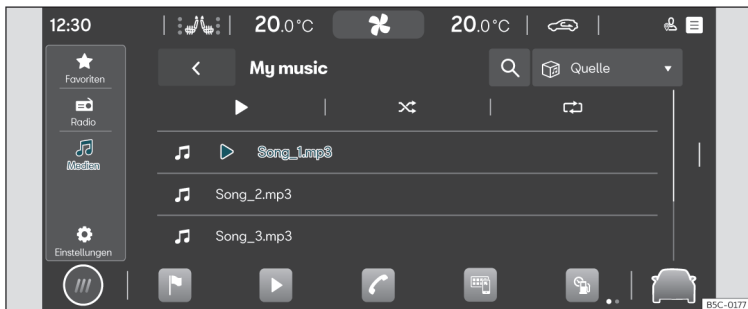 12:30
20.0°C
20.0°C
Favoriten
My music
Quelle
Radio
Medien
Song_1.mp3
Song_2.mp3
Song_3.mp3
Einstellungen
B5C-0177